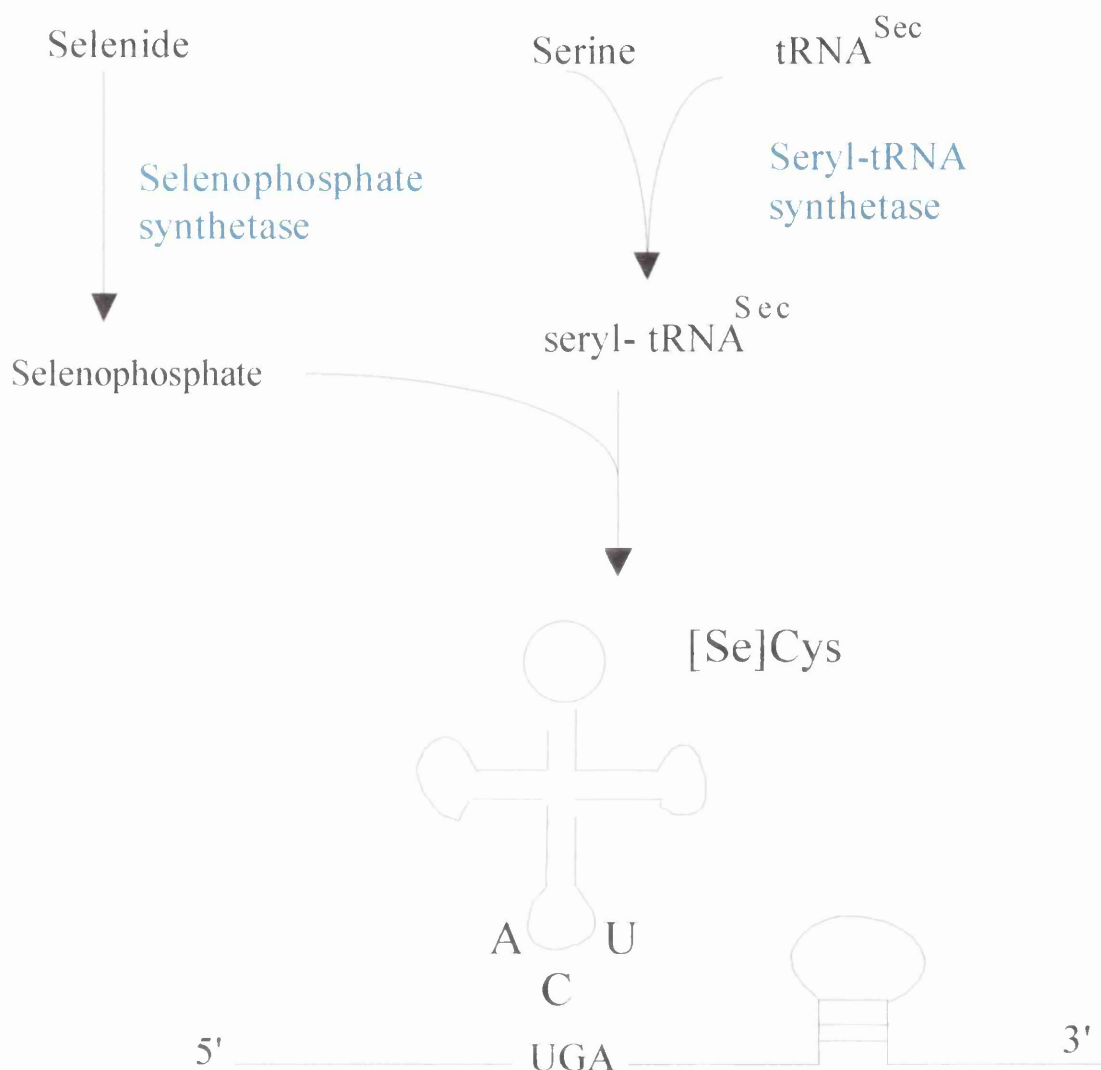 Selenide
Serine
tRNA^Sec
Selenophosphate
synthetase
Seryl-tRNA
synthetase
seryl- tRNA^Sec
Selenophosphate
[Se]Cys
A U
C
5' UGA 3'